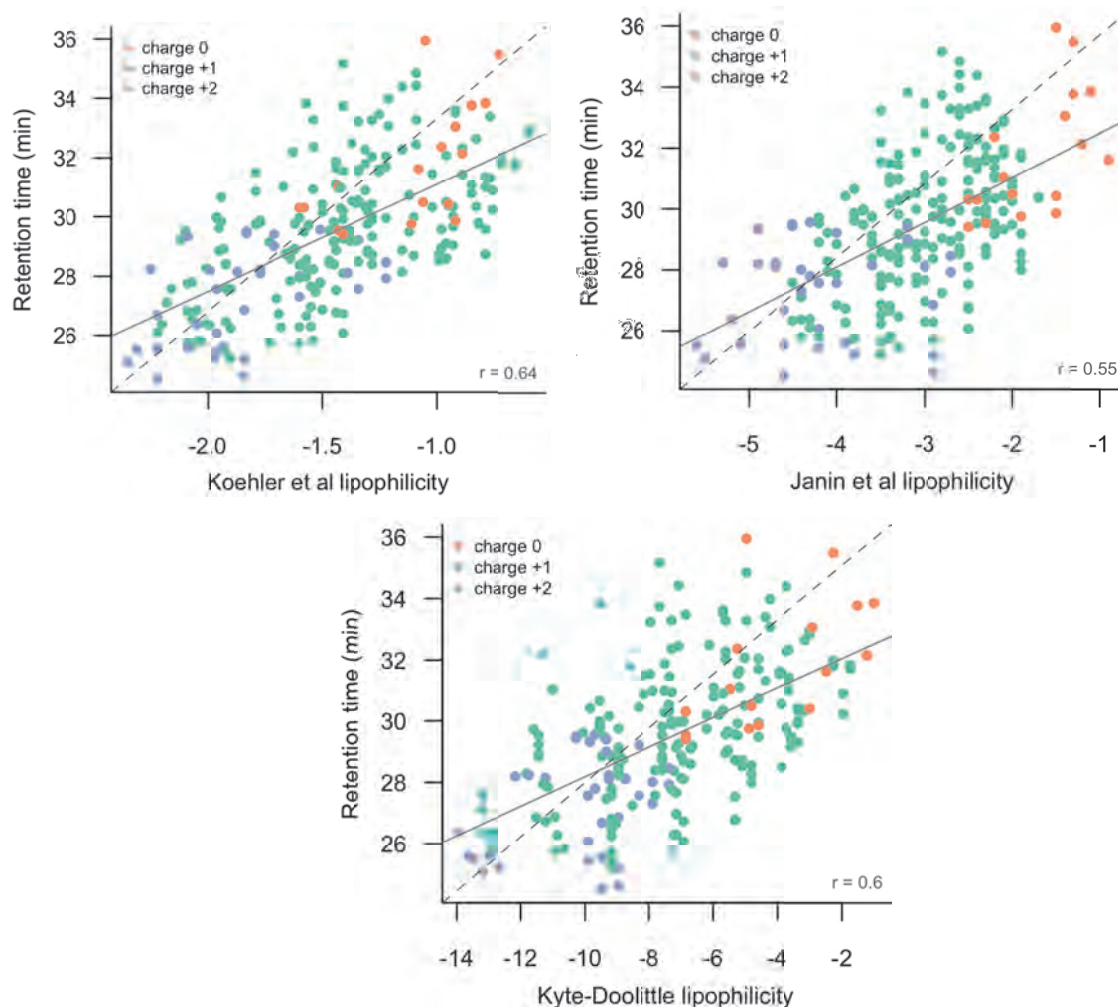 36
34
32
30
28
26
Retention time (min)
charge 0
charge +1
charge +2
r = 0.64
-2.0 -1.5 -1.0
Koehler et al lipophilicity
36
34
32
30
28
26
Retention time (min)
charge 0
charge +1
charge +2
r = 0.55
-5 -4 -3 -2 -1
Janin et al lipophilicity
36
34
32
30
28
26
Retention time (min)
charge 0
charge +1
charge +2
r = 0.6
-14 -12 -10 -8 -6 -4 -2
Kyte-Doolittle lipophilicity